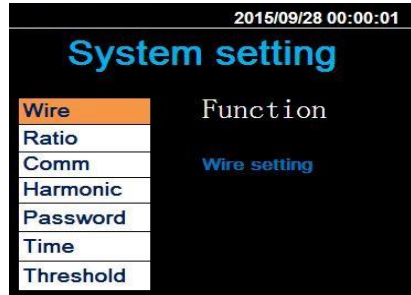 2015/09/28 00:00:01
System setting
Wire
Function
Ratio
Comm
Wire setting
Harmonic
Password
Time
Threshold